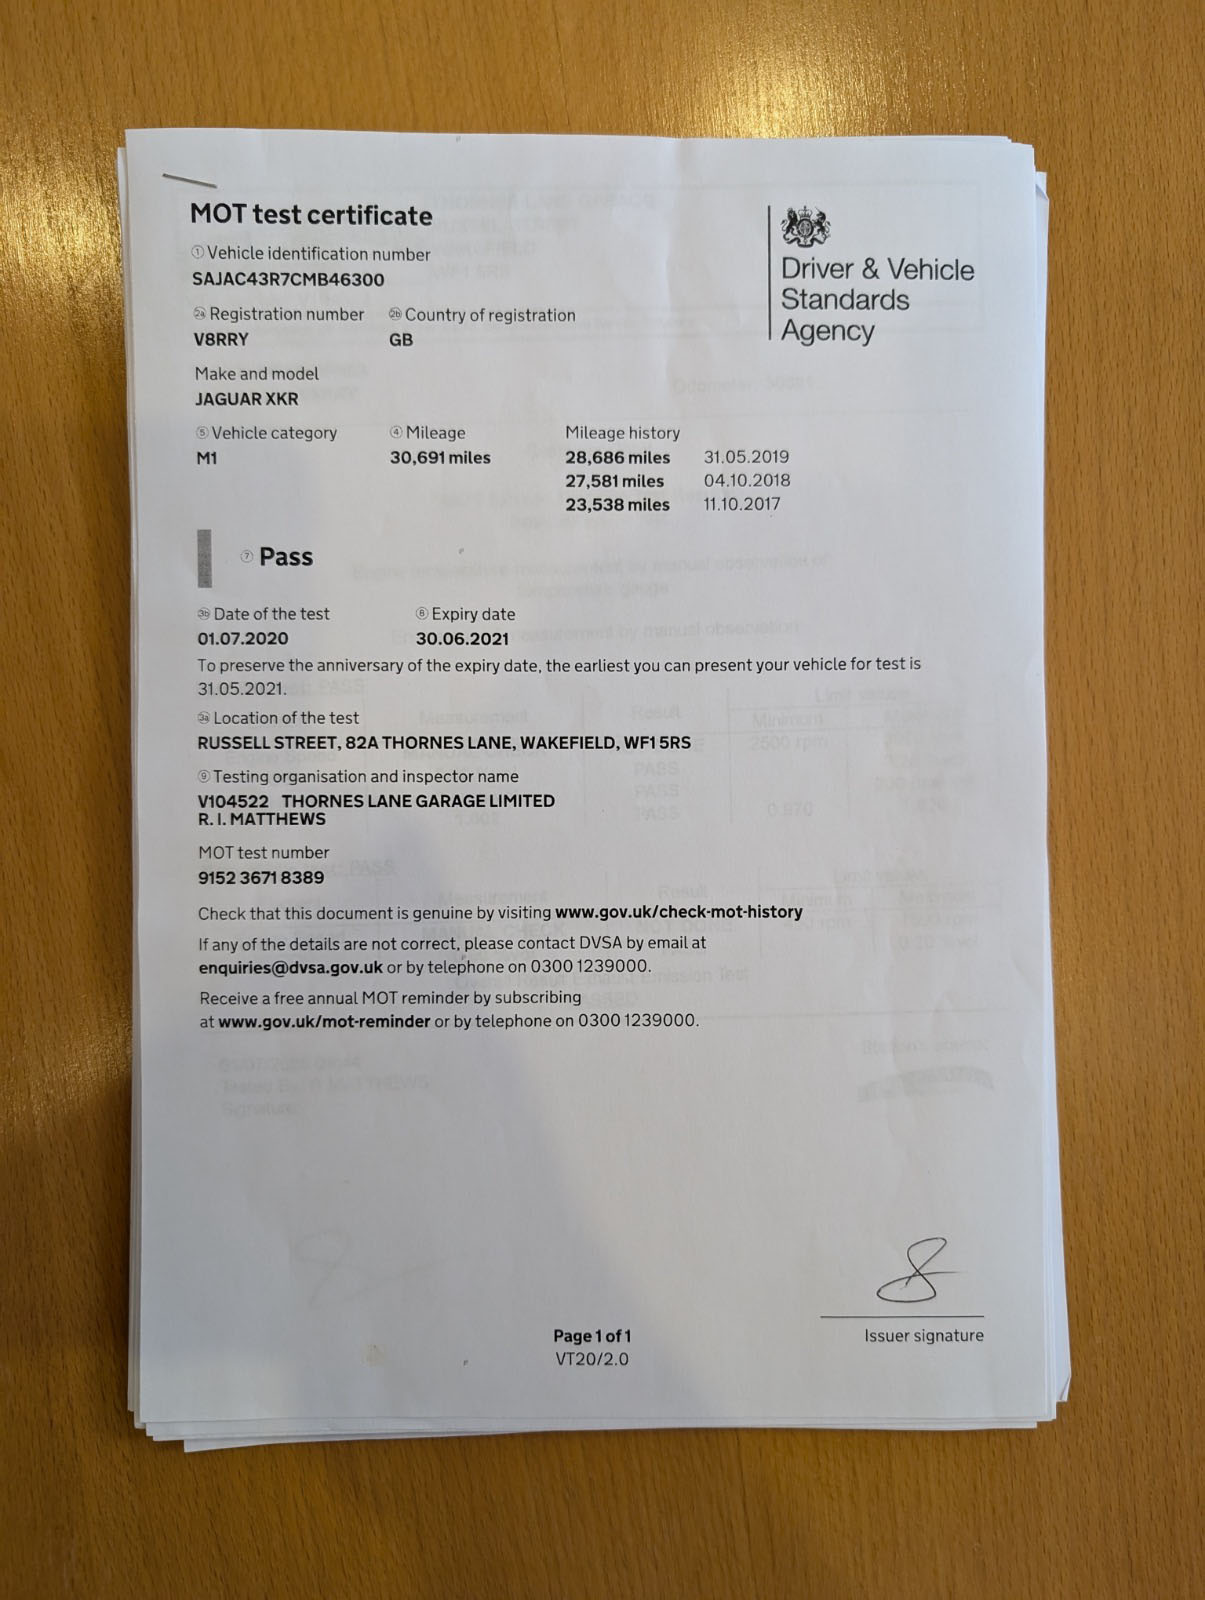 MOT test certificate
① Vehicle identification number
SAJAC43R7CMB46300
2a Registration number 2b Country of registration
V8RRY GB
Make and model
JAGUAR XKR
⑤ Vehicle category ④ Mileage Mileage history
M1 30,691 miles 28,686 miles 31.05.2019
27,581 miles 04.10.2018
23,538 miles 11.10.2017
⑦ Pass
3b Date of the test ⑧ Expiry date
01.07.2020 30.06.2021
To preserve the anniversary of the expiry date, the earliest you can present your vehicle for test is
31.05.2021.
3a Location of the test
RUSSELL STREET, 82A THORNES LANE, WAKEFIELD, WF1 5RS
⑨ Testing organisation and inspector name
V104522 THORNES LANE GARAGE LIMITED
R. I. MATTHEWS
MOT test number
9152 3671 8389
Check that this document is genuine by visiting www.gov.uk/check-mot-history
If any of the details are not correct, please contact DVSA by email at
enquiries@dvsa.gov.uk or by telephone on 0300 1239000.
Receive a free annual MOT reminder by subscribing
at www.gov.uk/mot-reminder or by telephone on 0300 1239000.
Driver & Vehicle
Standards
Agency
Issuer signature
Page 1 of 1
VT20/2.0